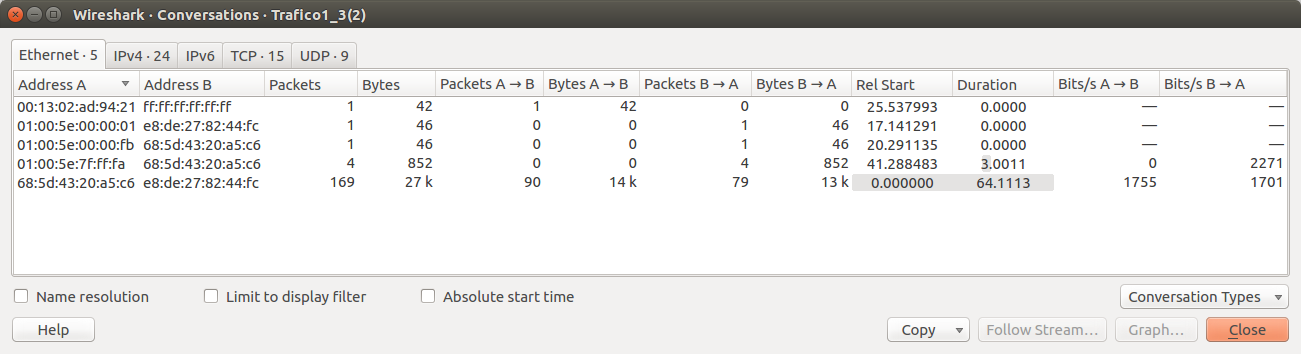 Wireshark · Conversations · Trafico1_3(2)
Ethernet · 5 IPv4 · 24 IPv6 TCP · 15 UDP · 9
Address A Address B Packets Bytes Packets A → B Bytes A → B Packets B → A Bytes B → A Rel Start Duration Bits/s A → B Bits/s B → A
00:13:02:ad:94:21 ff:ff:ff:ff:ff:ff 1 42 1 42 0 0 25.537993 0.0000 — —
01:00:5e:00:00:01 e8:de:27:82:44:fc 1 46 0 0 1 46 17.141291 0.0000 — —
01:00:5e:00:00:fb 68:5d:43:20:a5:c6 1 46 0 0 1 46 20.291135 0.0000 — —
01:00:5e:7f:ff:fa 68:5d:43:20:a5:c6 4 852 0 0 4 852 41.288483 3.0011 0 2271
68:5d:43:20:a5:c6 e8:de:27:82:44:fc 169 27 k 90 14 k 79 13 k 0.000000 64.1113 1755 1701
Name resolution Limit to display filter Absolute start time Conversation Types
Help Copy Follow Stream... Graph... Close